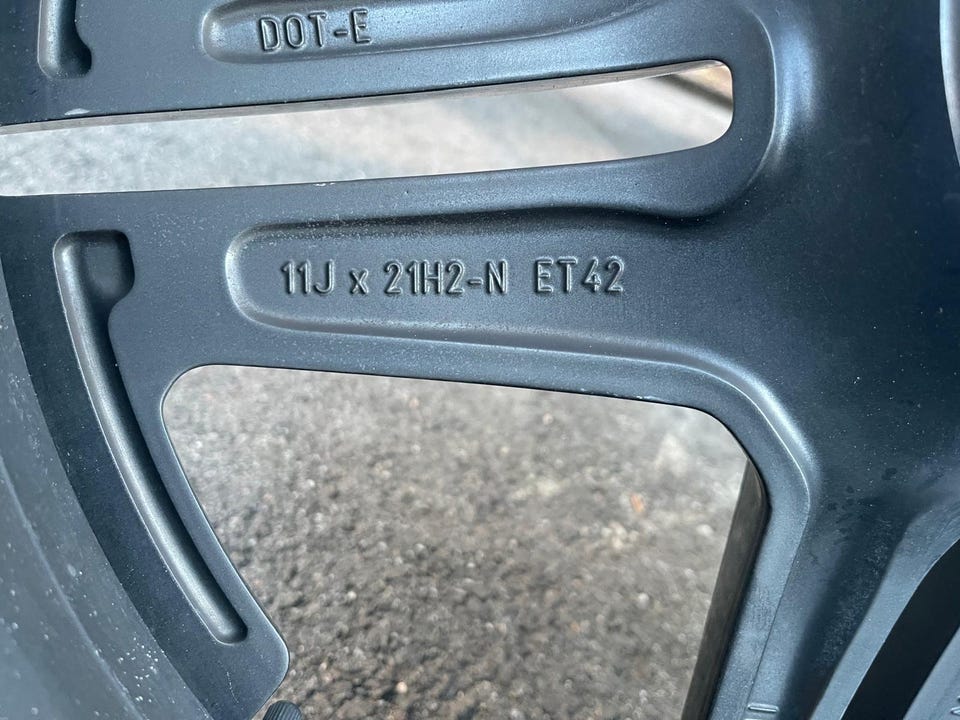 DOT-E
11J x 21H2-N ET42